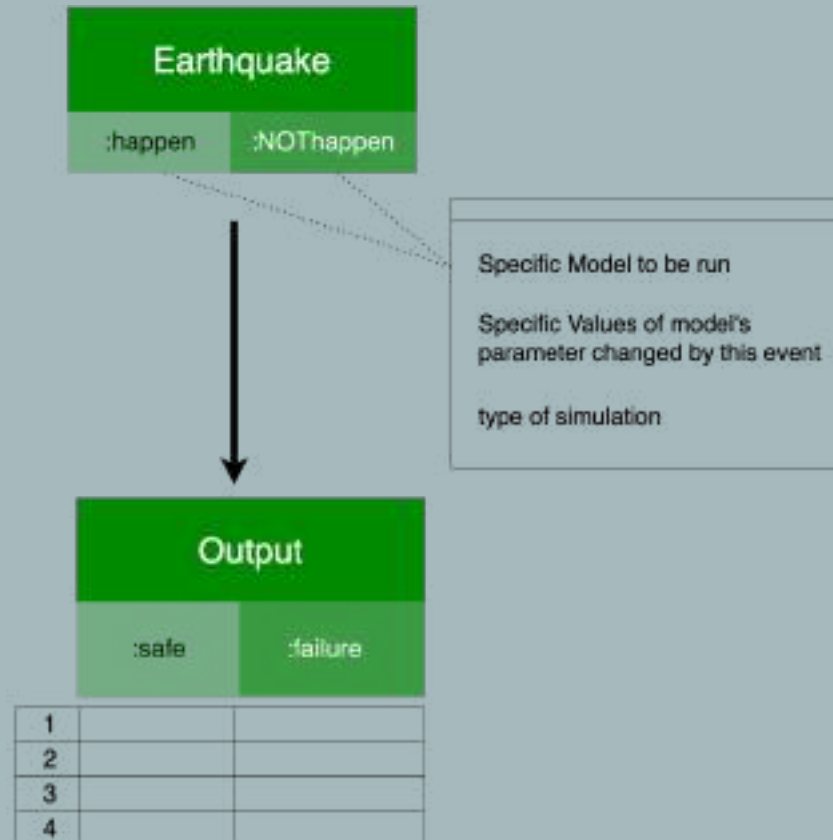 Earthquake
:happen :NOThappen
Specific Model to be run
Specific Values of model's
parameter changed by this event
type of simulation
Output
:safe :failure
1
2
3
4